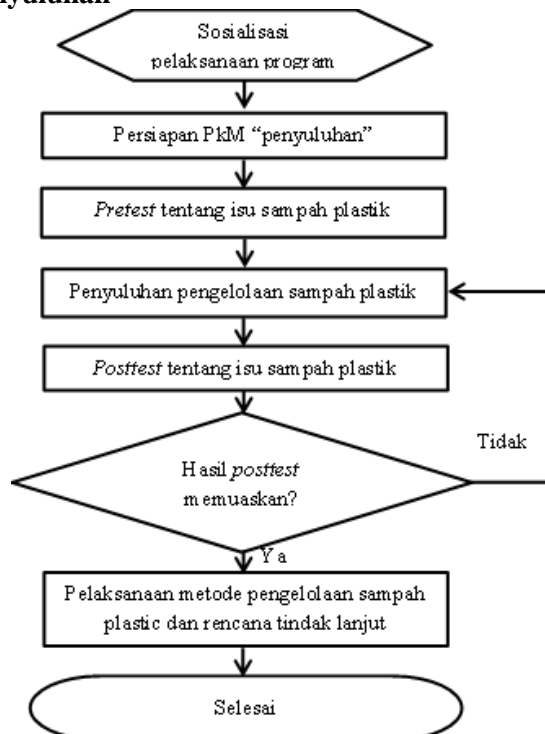 Sosialisasi
pelaksanaan program
Persiapan PkM “penyuluhan”
Pretest tentang isu sampah plastik
Penyuluhan pengelolaan sampah plastik
Posttest tentang isu sampah plastik
Hasil posttest
memuaskan?
Tidak
Ya
Pelaksanaan metode pengelolaan sampah
plastic dan rencana tindak lanjut
Selesai